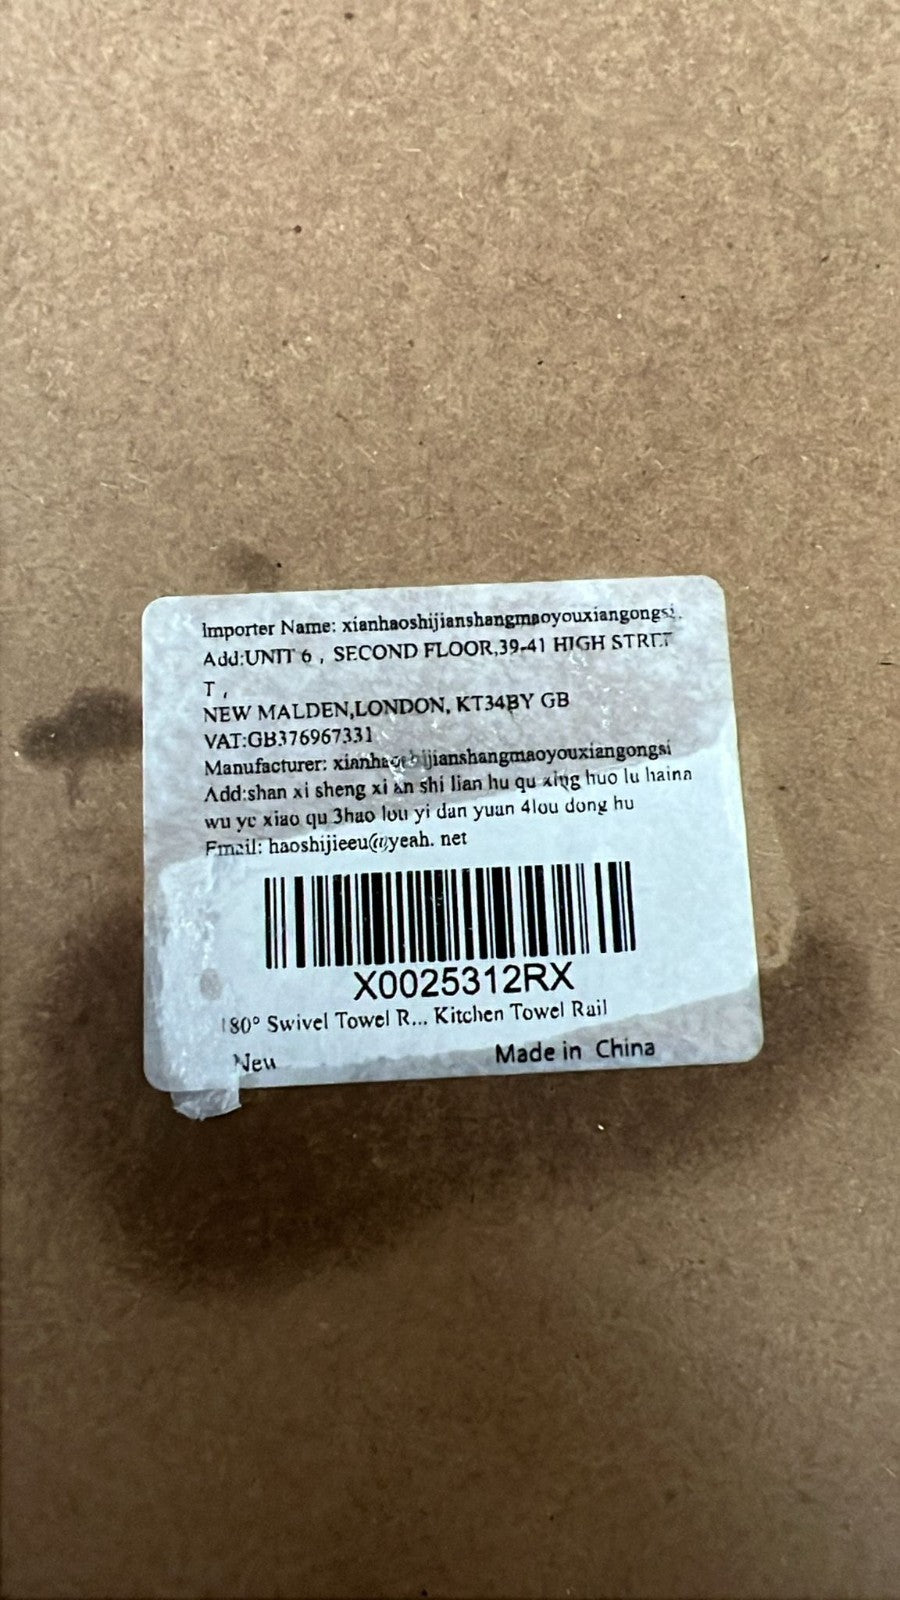 Importer Name: xianhaoshijianshangmaoyouxiangongsi.
Add:UNIT 6 , SECOND FLOOR,39-41 HIGH STREE
T ,
NEW MALDEN,LONDON, KT34BY GB
VAT:GB376967331
Manufacturer: xianhaoshijianshangmaoyouxiangongsi
Add:shan xi sheng xi an shi lian hu qu xing huo lu haina
wu ye xiao qu 3hao lou yi dan yuan 4lou dong hu
Email: haoshijieeu@yeah. net
X0025312RX
180° Swivel Towel R... Kitchen Towel Rail
New
Made in China